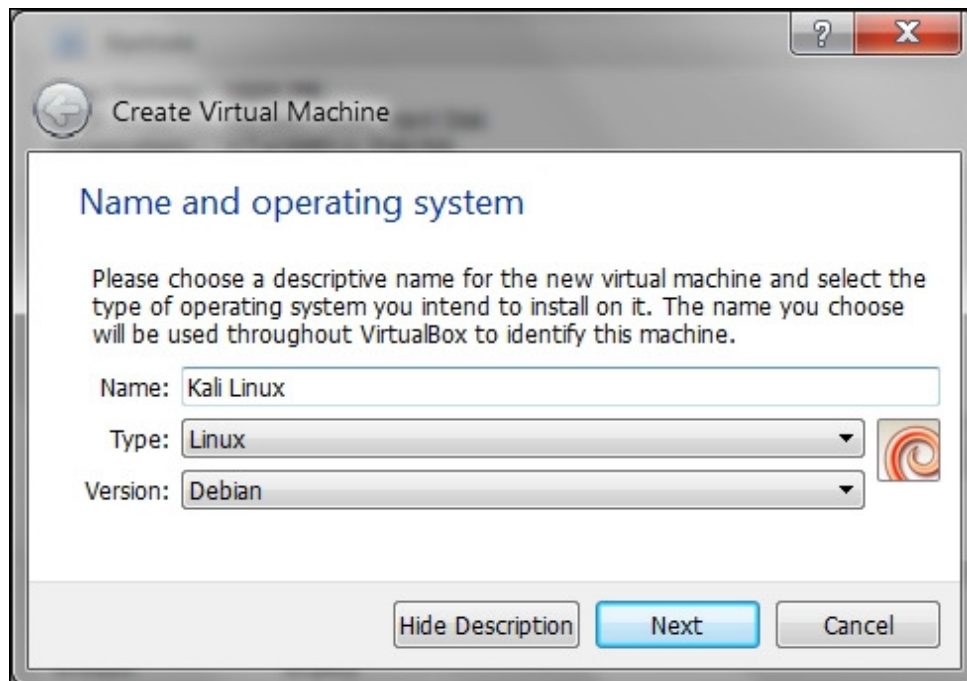 ?
X
Create Virtual Machine
Name and operating system
Please choose a descriptive name for the new virtual machine and select the
type of operating system you intend to install on it. The name you choose
will be used throughout VirtualBox to identify this machine.
Name: Kali Linux
Type: Linux
Version: Debian
Hide Description
Next
Cancel